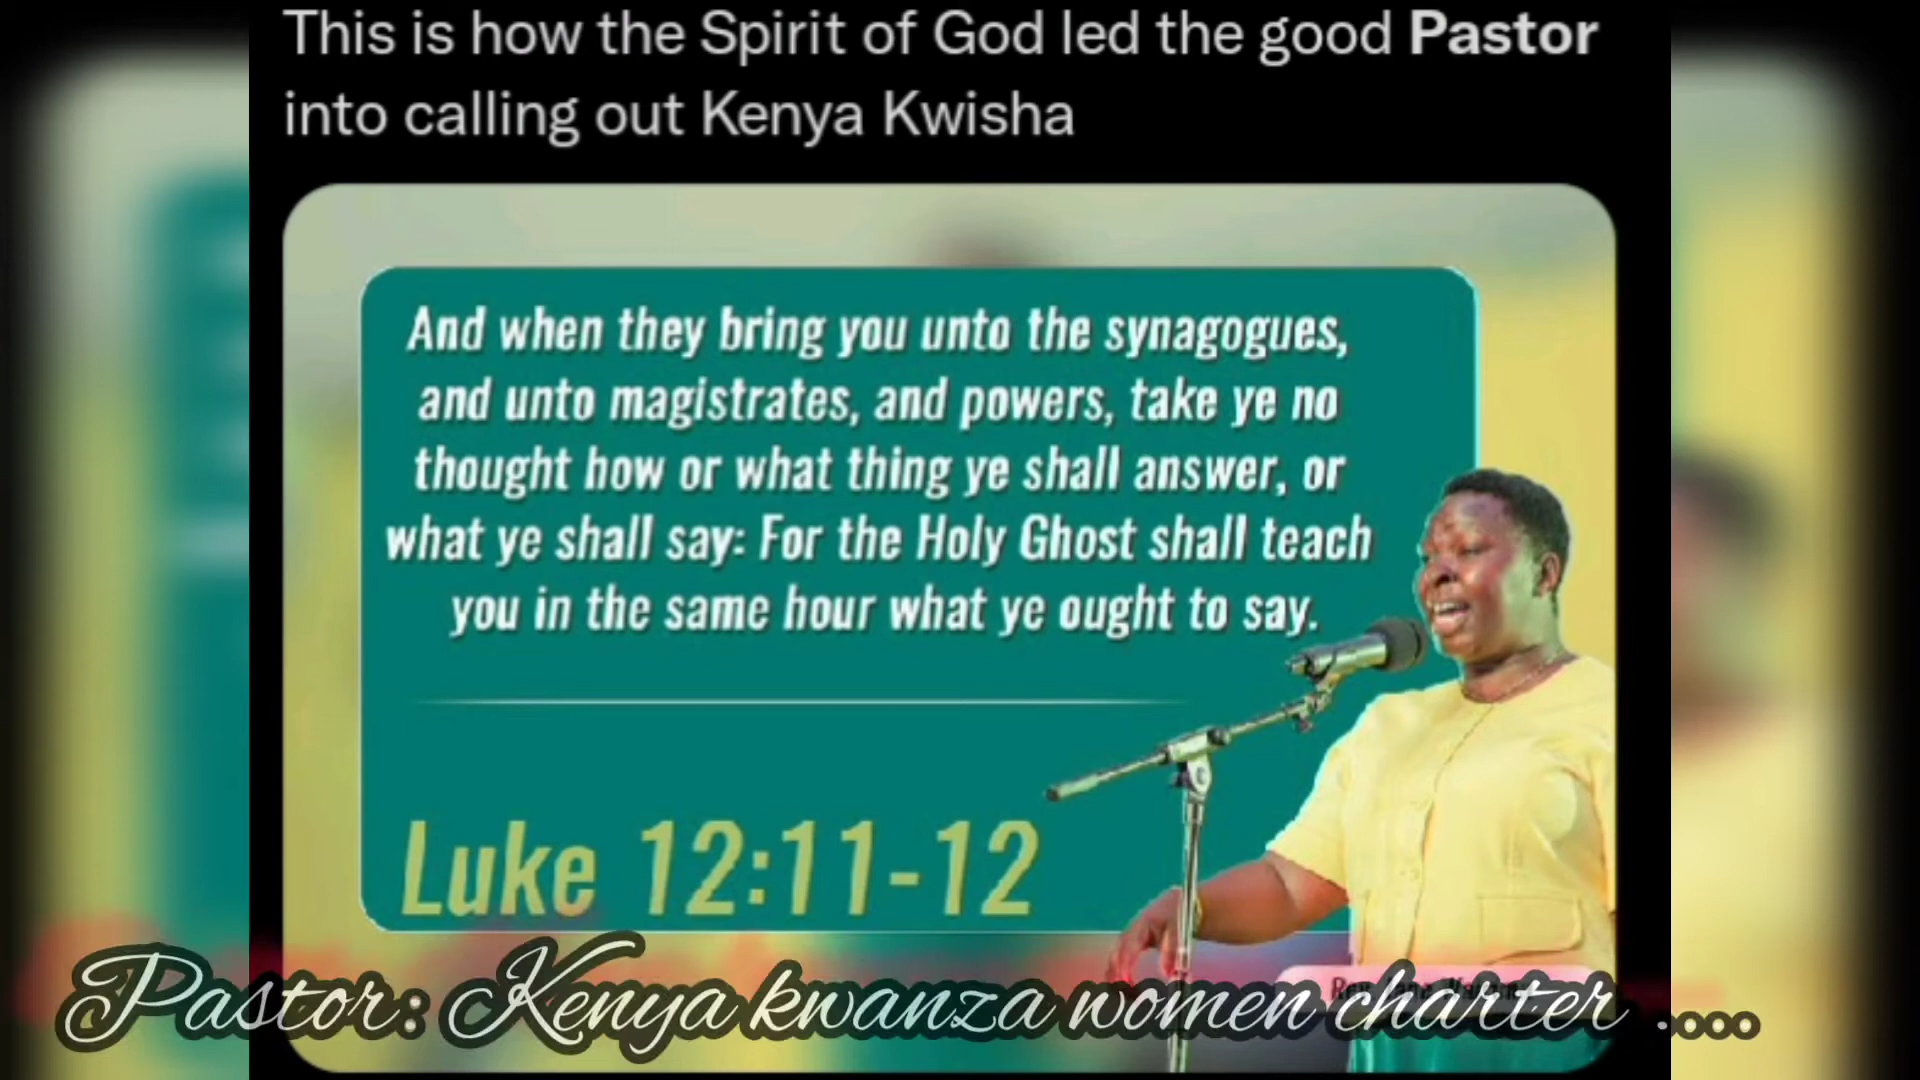 This is how the Spirit of God led the good Pastor
into calling out Kenya Kwisha
And when they bring you unto the synagogues,
and unto magistrates, and powers, take ye no
thought how or what thing ye shall answer, or
what ye shall say: For the Holy Ghost shall teach
you in the same hour what ye ought to say.
Luke 12:11-12
Pastor: Kenya kwanza women charter .....